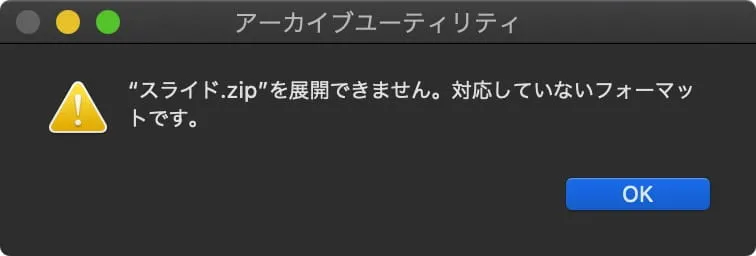 アーカイブユーティリティ
“スライド.zip”を展開できません。対応していないフォーマッ
トです。
OK